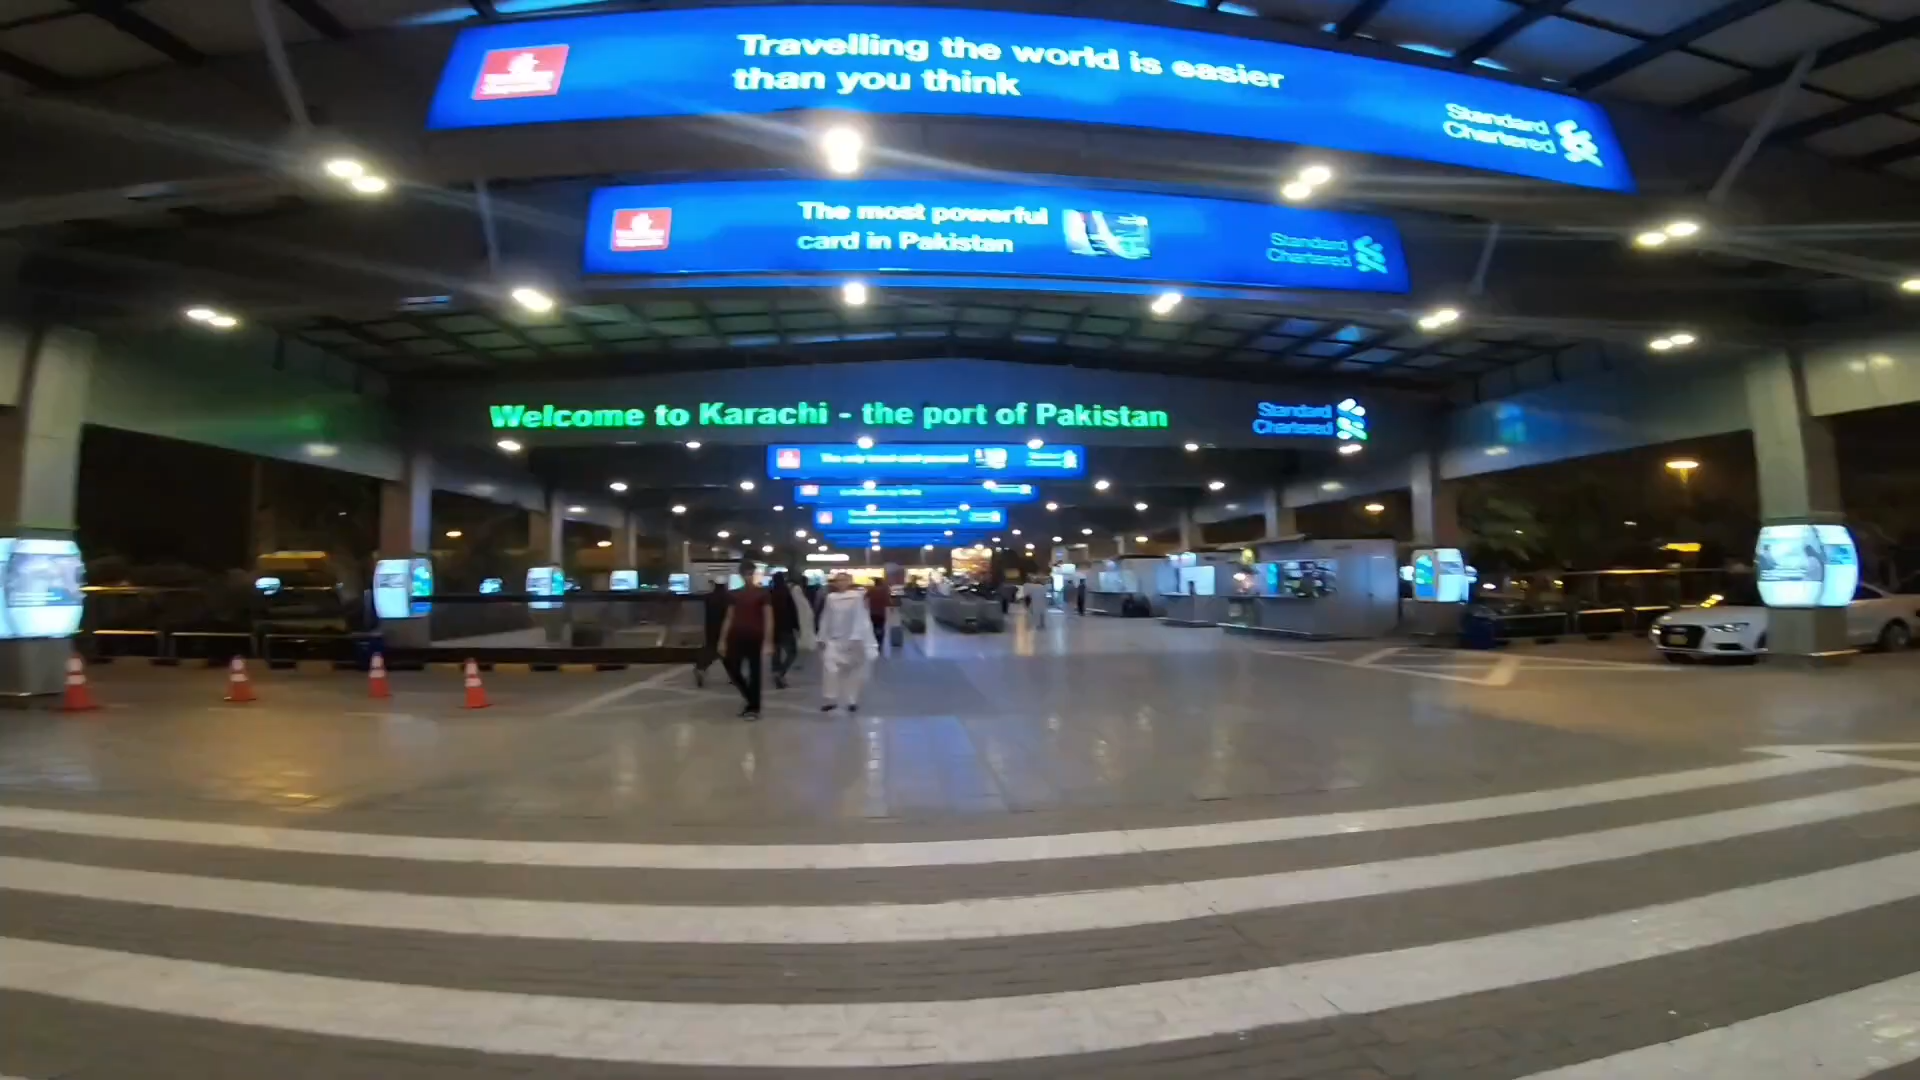 Travelling the world is easier
than you think
Standard
Chartered
The most powerful
card in Pakistan
Standard
Chartered
Welcome to Karachi - the port of Pakistan
Standard
Chartered